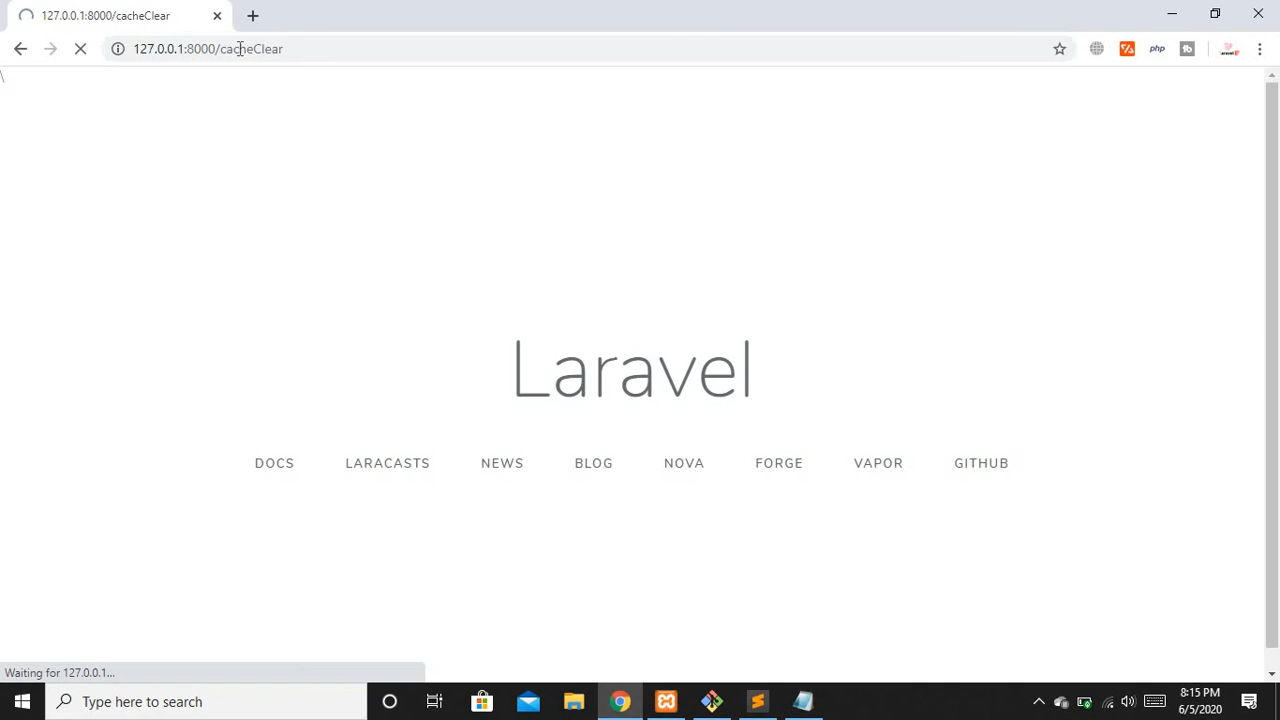 127.0.0.1:8000/cacheClear
127.0.0.1:8000/cacheClear
php
\
Laravel
DOCS LARACASTS NEWS BLOG NOVA FORGE VAPOR GITHUB
Waiting for 127.0.0.1...
Type here to search
8:15 PM
6/5/2020